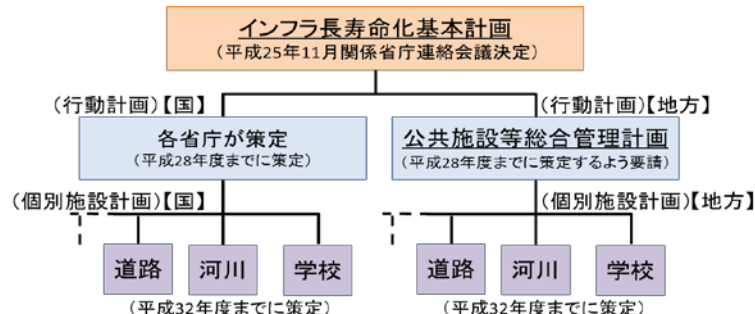 インフラ長寿命化基本計画
(平成25年11月関係省庁連絡会議決定)
(行動計画)【国】
(行動計画)【地方】
各省庁が策定
(平成28年度までに策定)
公共施設等総合管理計画
(平成28年度までに策定するよう要請)
(個別施設計画)【国】
(個別施設計画)【地方】
道路
河川
学校
道路
河川
学校
(平成32年度までに策定)
(平成32年度までに策定)